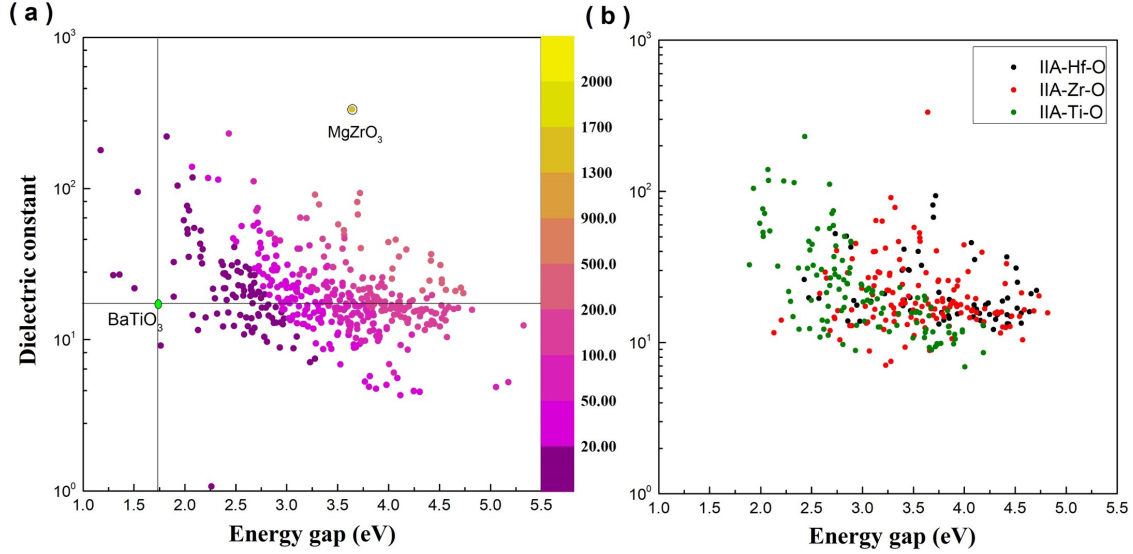 ( a )
10³
10²
10¹
10⁰
Dielectric constant
MgZrO₃
BaTiO₃
1.0 1.5 2.0 2.5 3.0 3.5 4.0 4.5 5.0 5.5
Energy gap (eV)
2000
1700
1300
900.0
500.0
200.0
100.0
50.00
20.00
( b )
IIA-Hf-O
IIA-Zr-O
IIA-Ti-O
10³
10²
10¹
10⁰
1.0 1.5 2.0 2.5 3.0 3.5 4.0 4.5 5.0 5.5
Energy gap (eV)